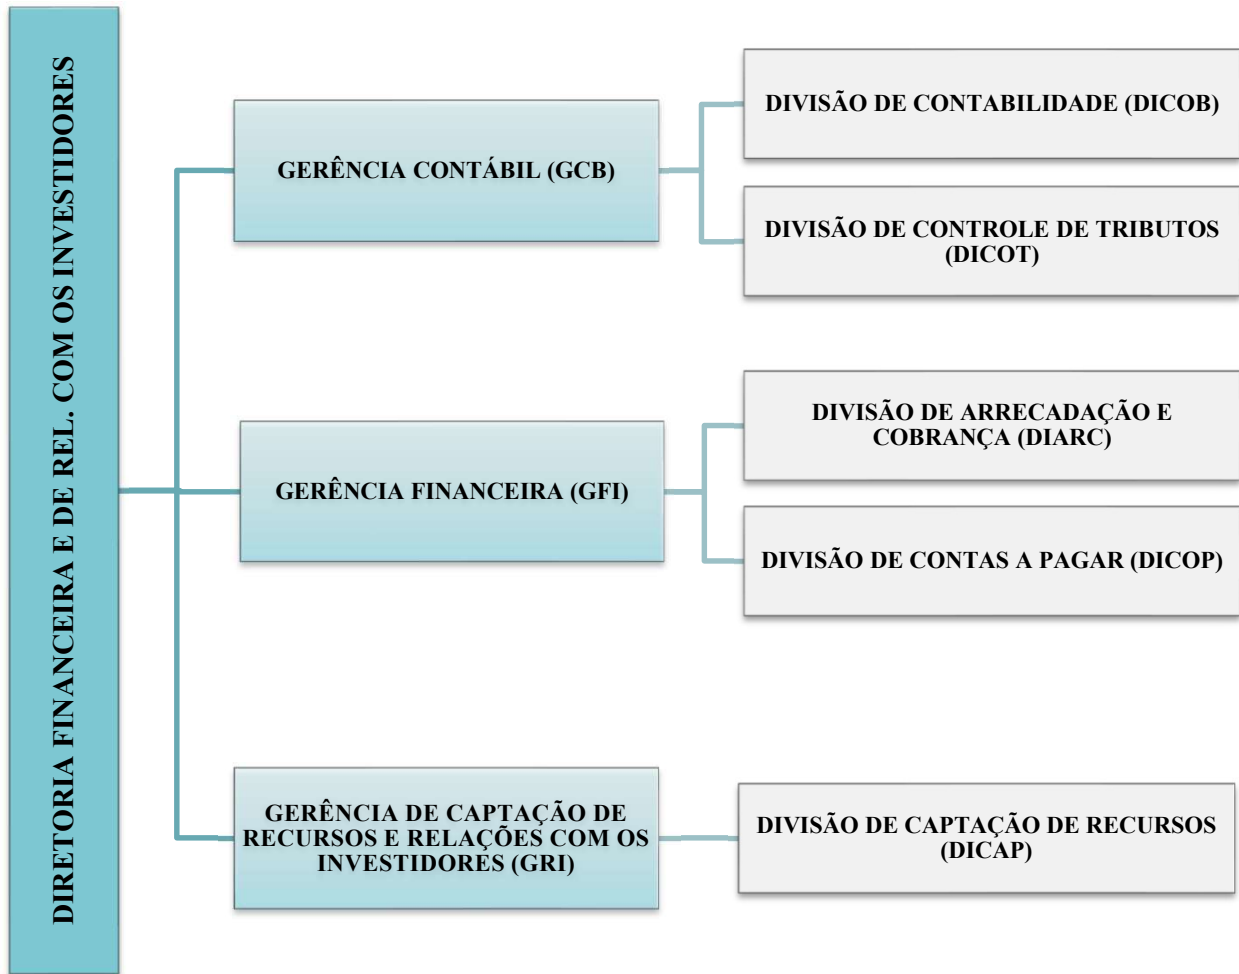 DIRETORIA FINANCEIRA E DE REL. COM OS INVESTIDORES
GERÊNCIA CONTÁBIL (GCB)
DIVISÃO DE CONTABILIDADE (DICOB)
DIVISÃO DE CONTROLE DE TRIBUTOS
(DICOT)
GERÊNCIA FINANCEIRA (GFI)
DIVISÃO DE ARRECADAÇÃO E
COBRANÇA (DIARC)
DIVISÃO DE CONTAS A PAGAR (DICOP)
GERÊNCIA DE CAPTAÇÃO DE
RECURSOS E RELAÇÕES COM OS
INVESTIDORES (GRI)
DIVISÃO DE CAPTAÇÃO DE RECURSOS
(DICAP)